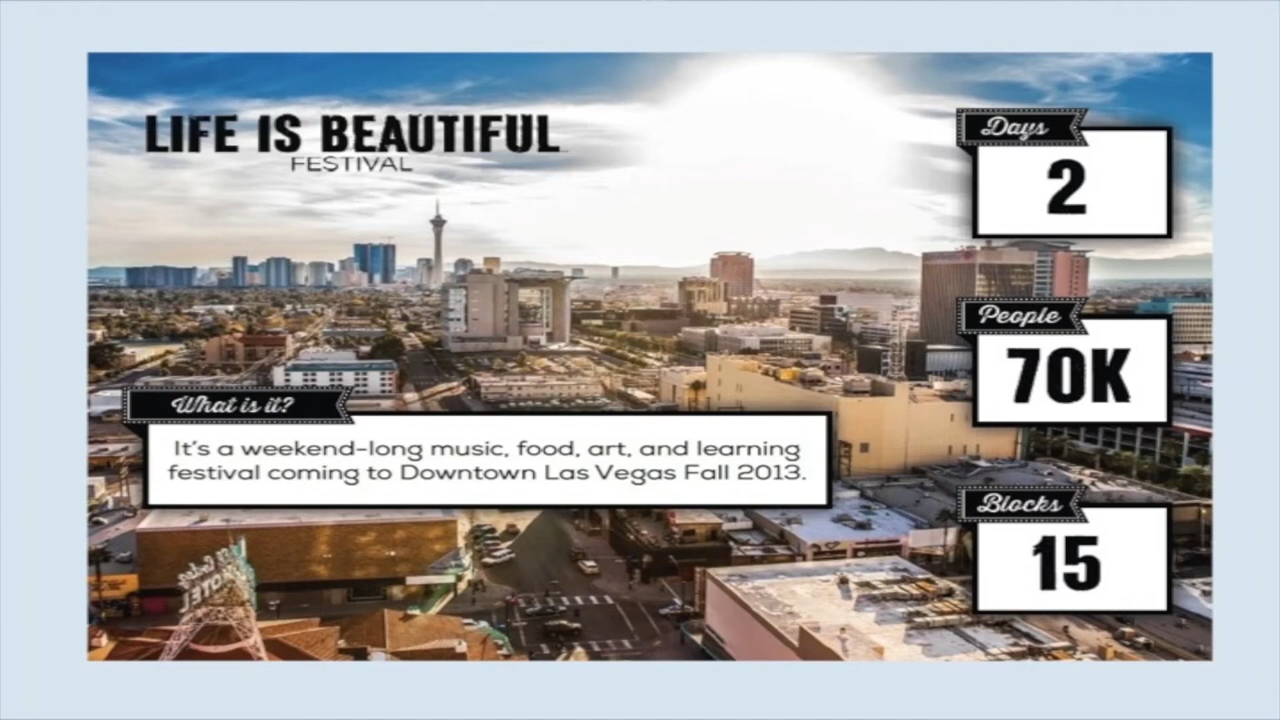 LIFE IS BEAUTIFUL
FESTIVAL
Days
2
People
70K
What is it?
It's a weekend-long music, food, art, and learning
festival coming to Downtown Las Vegas Fall 2013.
Blocks
15
MOTEL